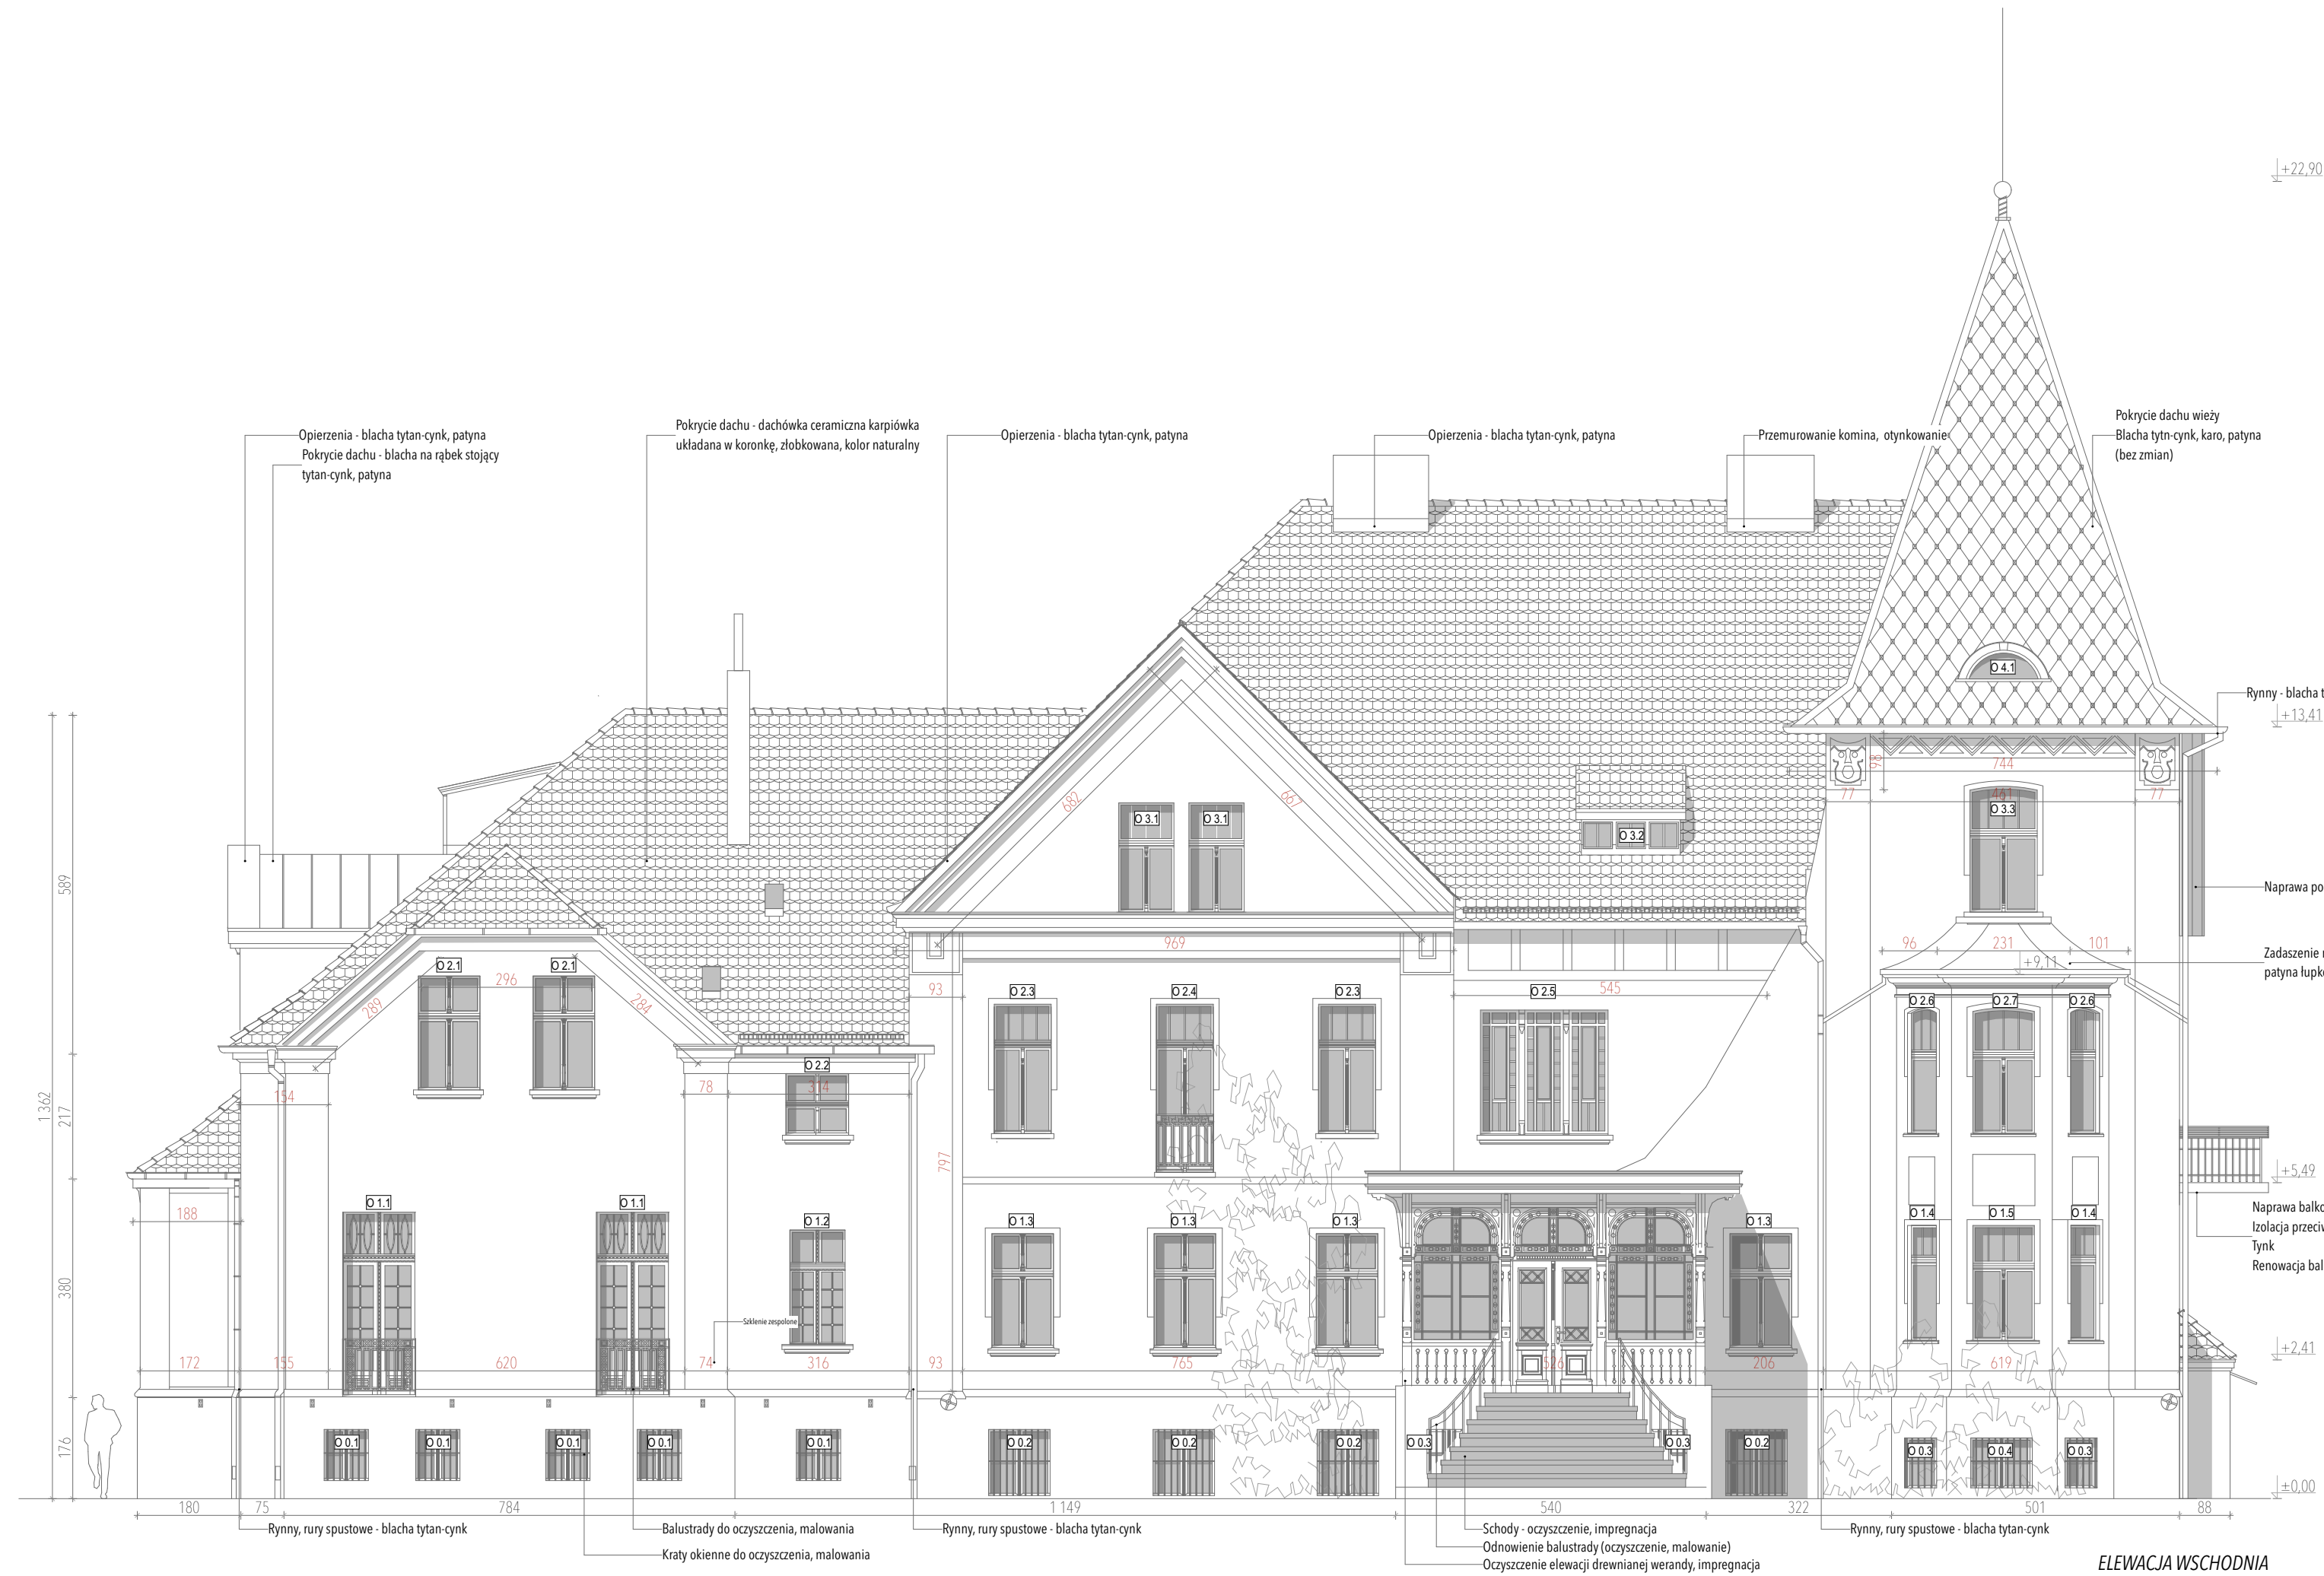 +22,90
Pokrycie dachu wieży
Blacha tytn-cynk, karo, patyna
(bez zmian)
Opierzenia - blacha tytan-cynk, patyna
Pokrycie dachu - blacha na rąbek stojący
tytan-cynk, patyna
Pokrycie dachu - dachówka ceramiczna karpiówka
układana w koronkę, złobkowana, kolor naturalny
Opierzenia - blacha tytan-cynk, patyna
Opierzenia - blacha tytan-cynk, patyna
Przemurowanie komina, otynkowanie
O 4.1
Rynny - blacha t
+13,41
98
744
77
461
77
O 3.3
O 3.1
O 3.1
O 3.2
682
667
589
Naprawa po
969
96
231
101
+9,11
Zadaszenie
patyna łupk
O 2.1
O 2.1
296
289
284
93
O 2.3
O 2.4
O 2.3
O 2.5
545
O 2.6
O 2.7
O 2.6
O 2.2
154
78
314
1 362
217
797
+5,49
188
O 1.1
O 1.1
O 1.2
O 1.3
O 1.3
O 1.3
O 1.3
O 1.4
O 1.5
O 1.4
Naprawa balko
Izolacja przeciw
Tynk
Renowacja bal
380
Szklenie zespolone
+2,41
172
155
620
74
316
93
765
526
206
619
176
O 0.1
O 0.1
O 0.1
O 0.1
O 0.1
O 0.2
O 0.2
O 0.2
O 0.3
O 0.3
O 0.2
O 0.3
O 0.4
O 0.3
±0,00
180
75
784
1 149
540
322
501
88
Rynny, rury spustowe - blacha tytan-cynk
Balustrady do oczyszczenia, malowania
Kraty okienne do oczyszczenia, malowania
Rynny, rury spustowe - blacha tytan-cynk
Schody - oczyszczenie, impregnacja
Odnowienie balustrady (oczyszczenie, malowanie)
Oczyszczenie elewacji drewnianej werandy, impregnacja
Rynny, rury spustowe - blacha tytan-cynk
ELEWACJA WSCHODNIA